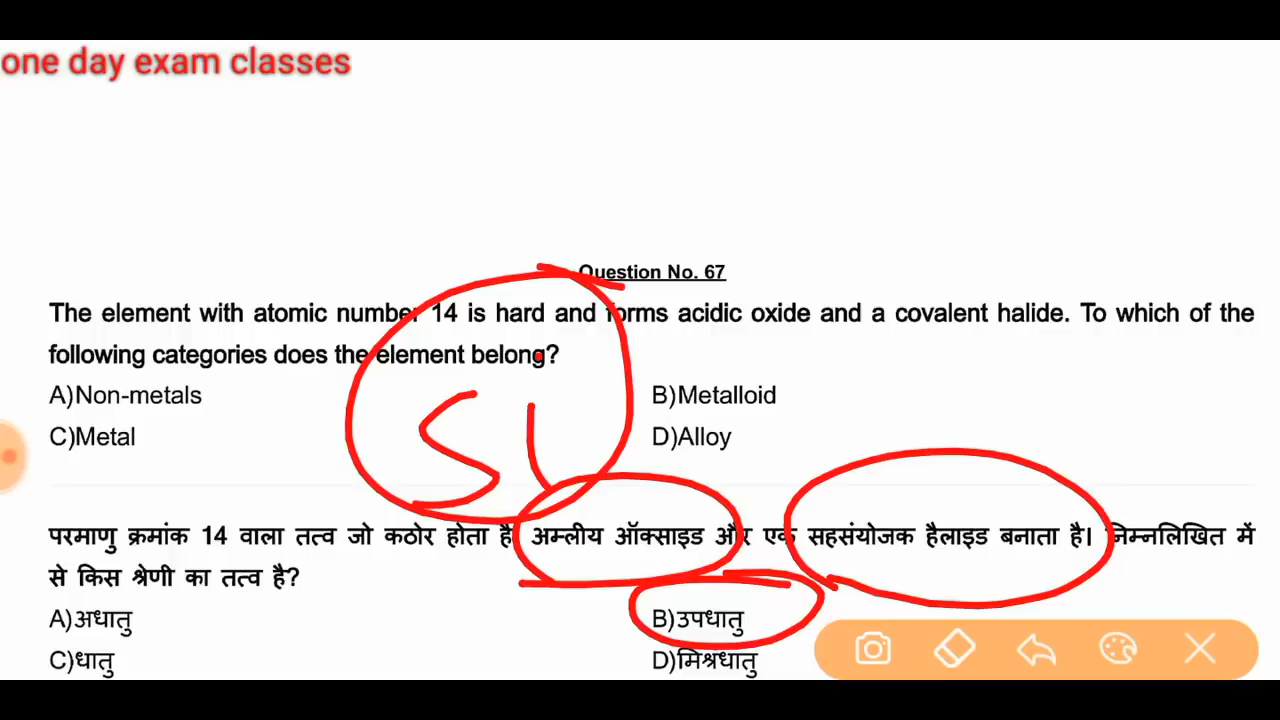 one day exam classes
Question No. 67
The element with atomic number 14 is hard and forms acidic oxide and a covalent halide. To which of the
following categories does the element belong?
A)Non-metals B)Metalloid
C)Metal D)Alloy
Si
परमाणु क्रमांक 14 वाला तत्व जो कठोर होता है अम्लीय ऑक्साइड और एक सहसंयोजक हैलाइड बनाता है। निम्नलिखित में
से किस श्रेणी का तत्व है?
A)अधातु B)उपधातु
C)धातु D)मिश्रधातु